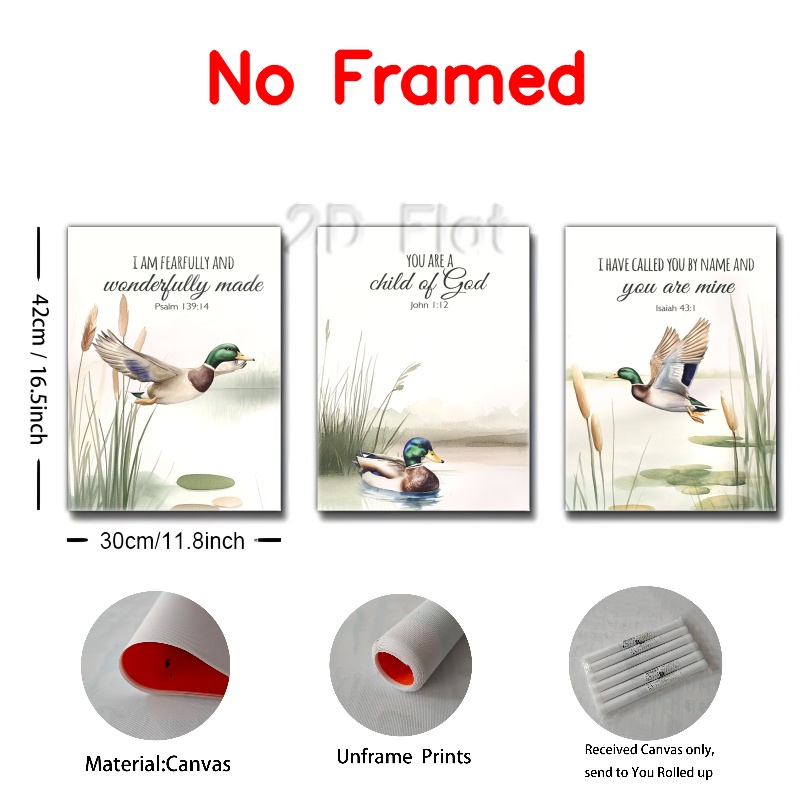 No Framed
2D Flat
I AM FEARFULLY AND
wonderfully made
Psalm 139:14
YOU ARE A
child of God
John 1:12
I HAVE CALLED YOU BY NAME AND
you are mine
Isaiah 43:1
42cm / 16.5inch
30cm/11.8inch
Material:Canvas
Unframe Prints
Received Canvas only,
send to You Rolled up